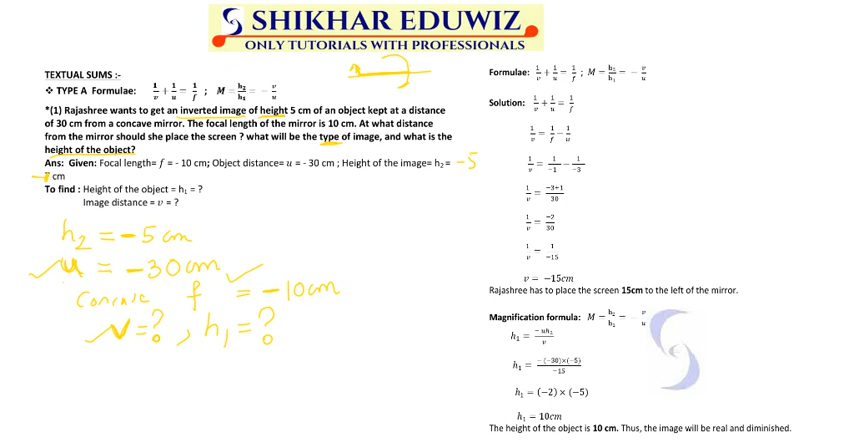 SHIKHAR EDUWIZ
ONLY TUTORIALS WITH PROFESSIONALS
TEXTUAL SUMS :-
❖ TYPE A Formulae: 1/v + 1/u = 1/f ; M = h₂/h₁ = − v/u
*(1) Rajashree wants to get an inverted image of height 5 cm of an object kept at a distance
of 30 cm from a concave mirror. The focal length of the mirror is 10 cm. At what distance
from the mirror should she place the screen ? what will be the type of image, and what is the
height of the object?
Ans: Given: Focal length= f = - 10 cm; Object distance= u = - 30 cm ; Height of the image= h₂ = −5
cm
To find : Height of the object = h₁ = ?
Image distance = v = ?
h₂ = −5 cm
u = −30 cm
Concave f = −10cm
v = ? , h₁ = ?
Formulae: 1/v + 1/u = 1/f ; M = h₂/h₁ = − v/u
Solution: 1/v + 1/u = 1/f
1/v = 1/f − 1/u
1/v = 1/−1 − 1/−3
1/v = −3+1/30
1/v = −2/30
1/v = 1/−15
v = −15cm
Rajashree has to place the screen 15cm to the left of the mirror.
Magnification formula: M = h₂/h₁ = − v/u
h₁ = −uh₂/v
h₁ = −(−30)×(−5)/−15
h₁ = (−2) × (−5)
h₁ = 10cm
The height of the object is 10 cm. Thus, the image will be real and diminished.